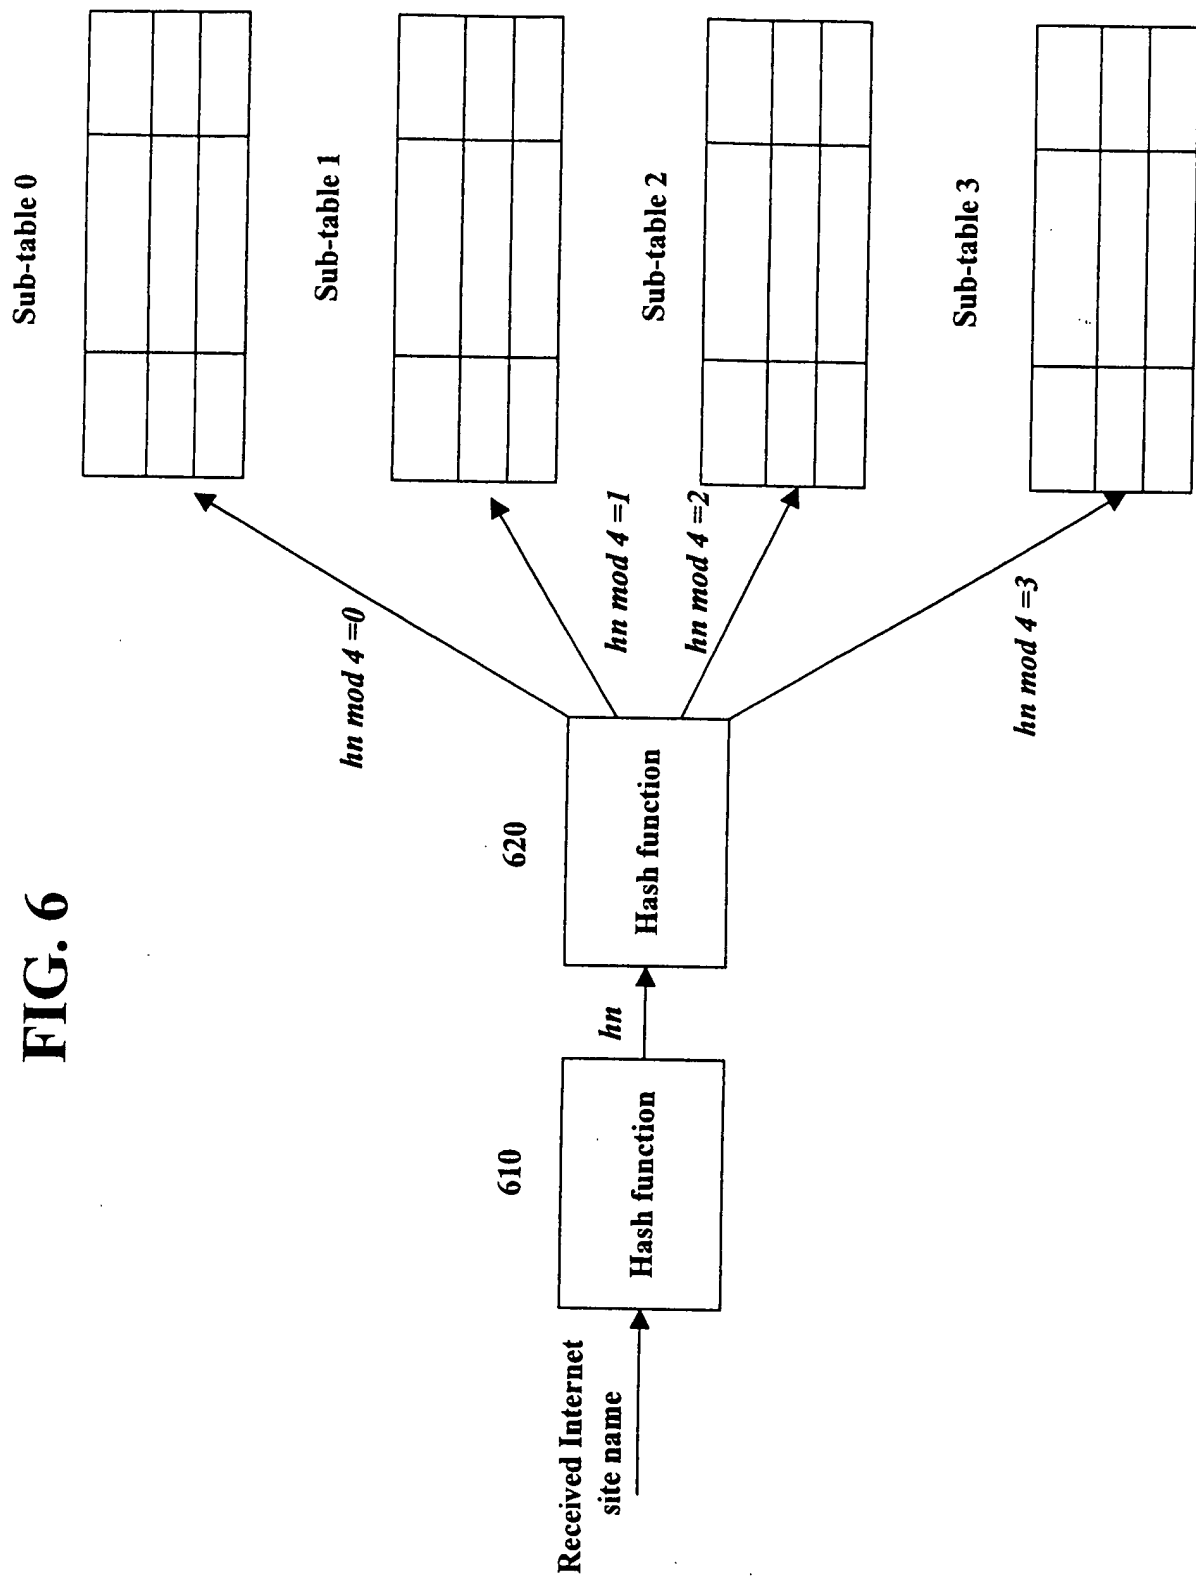 FIG. 6
Received Internet
site name
610
Hash function
hn
620
Hash function
hn mod 4 =0
hn mod 4 =1
hn mod 4 =2
hn mod 4 =3
Sub-table 0
Sub-table 1
Sub-table 2
Sub-table 3